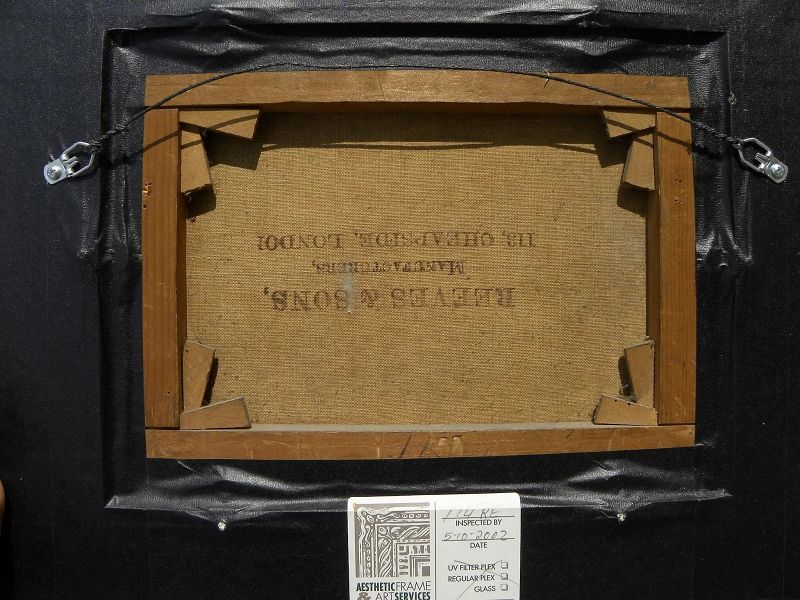 REEVES & SONS,
MANUFACTURERS,
113, CHEAPSIDE, LONDON
INSPECTED BY
5-10-2002
DATE
UV FILTER PLEX
REGULAR PLEX
GLASS
AESTHETIC FRAME
& ART SERVICES